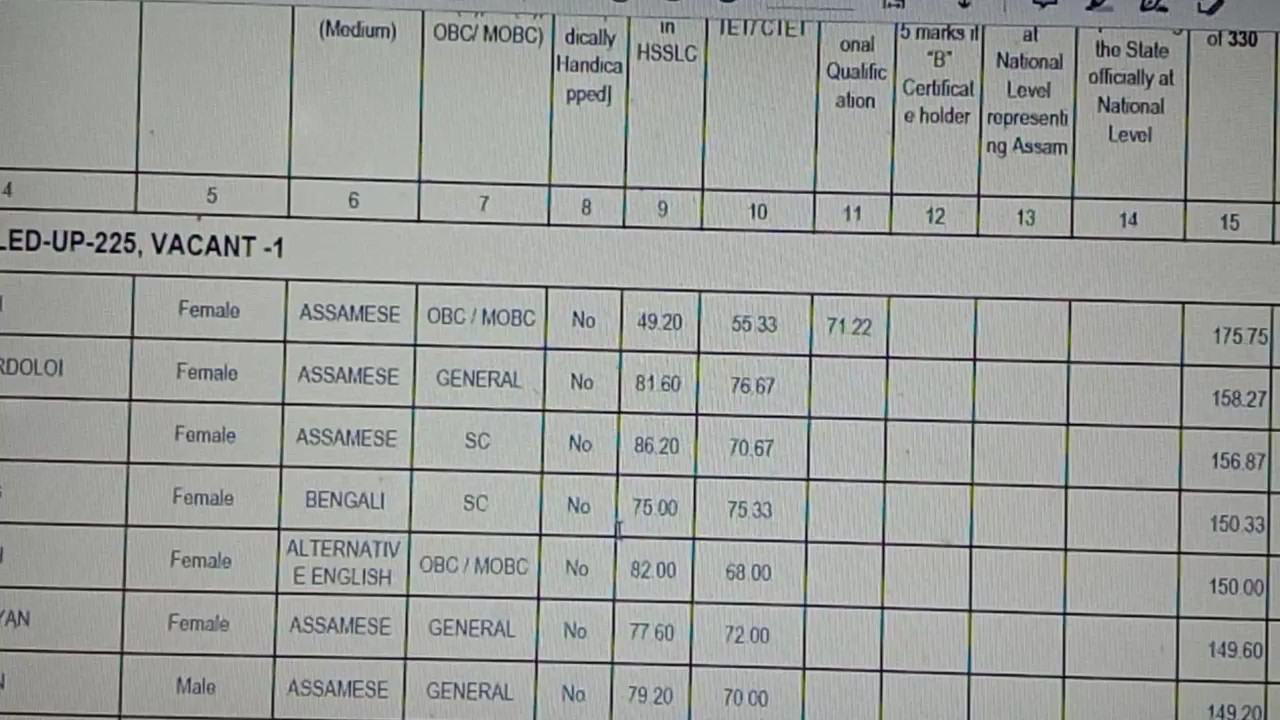 (Medium)
OBC/ MOBC)
dically
Handica
pped]
in
HSSLC
TET/CTET
onal
Qualific
ation
5 marks if
"B"
Certificat
e holder
at
National
Level
representi
ng Assam
the State
officially at
National
Level
of 330
4 5 6 7 8 9 10 11 12 13 14 15
LED-UP-225, VACANT -1
Female ASSAMESE OBC / MOBC No 49.20 55.33 71.22 175.75
RDOLOI Female ASSAMESE GENERAL No 81.60 76.67 158.27
Female ASSAMESE SC No 86.20 70.67 156.87
Female BENGALI SC No 75.00 75.33 150.33
Female ALTERNATIV
E ENGLISH OBC / MOBC No 82.00 68.00 150.00
YAN Female ASSAMESE GENERAL No 77.60 72.00 149.60
Male ASSAMESE GENERAL No 79.20 70.00 149.20